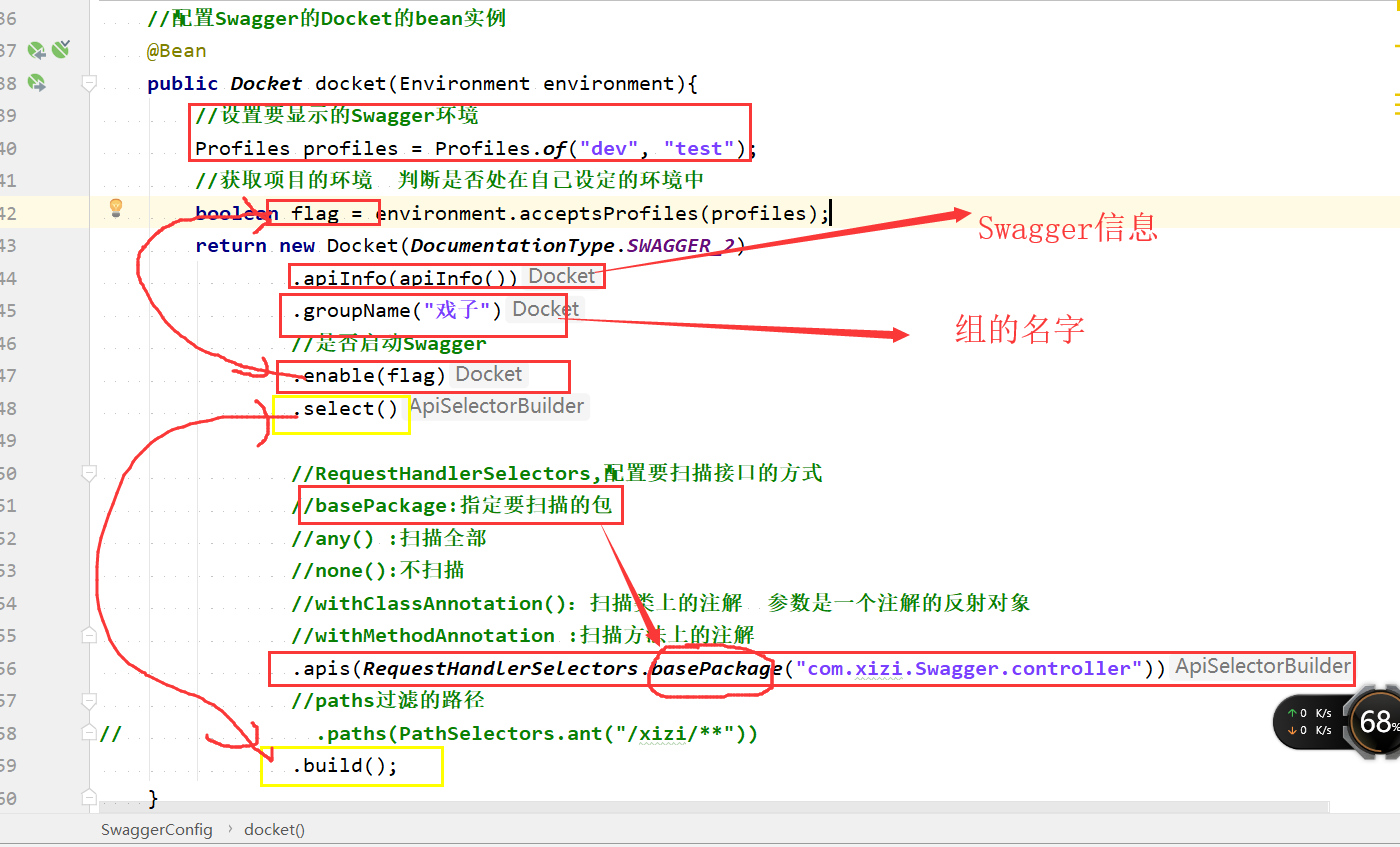 36 //配置Swagger的Docket的bean实例
37 @Bean
38 public Docket docket(Environment environment){
39 //设置要显示的Swagger环境
40 Profiles profiles = Profiles.of("dev", "test");
41 //获取项目的环境 判断是否处在自己设定的环境中
42 boolean flag = environment.acceptsProfiles(profiles);
43 return new Docket(DocumentationType.SWAGGER_2)
Swagger信息
44 .apiInfo(apiInfo()) Docket
45 .groupName("戏子") Docket
组的名字
46 //是否启动Swagger
47 .enable(flag) Docket
48 .select() ApiSelectorBuilder
49
50 //RequestHandlerSelectors,配置要扫描接口的方式
51 //basePackage:指定要扫描的包
52 //any() :扫描全部
53 //none():不扫描
54 //withClassAnnotation(): 扫描类上的注解 参数是一个注解的反射对象
55 //withMethodAnnotation :扫描方法上的注解
56 .apis(RequestHandlerSelectors.basePackage("com.xizi.Swagger.controller")) ApiSelectorBuilder
57 //paths过滤的路径
58 // .paths(PathSelectors.ant("/xizi/**"))
59 .build();
60 }
↑ 0 K/s
↓ 0 K/s
68%
SwaggerConfig › docket()